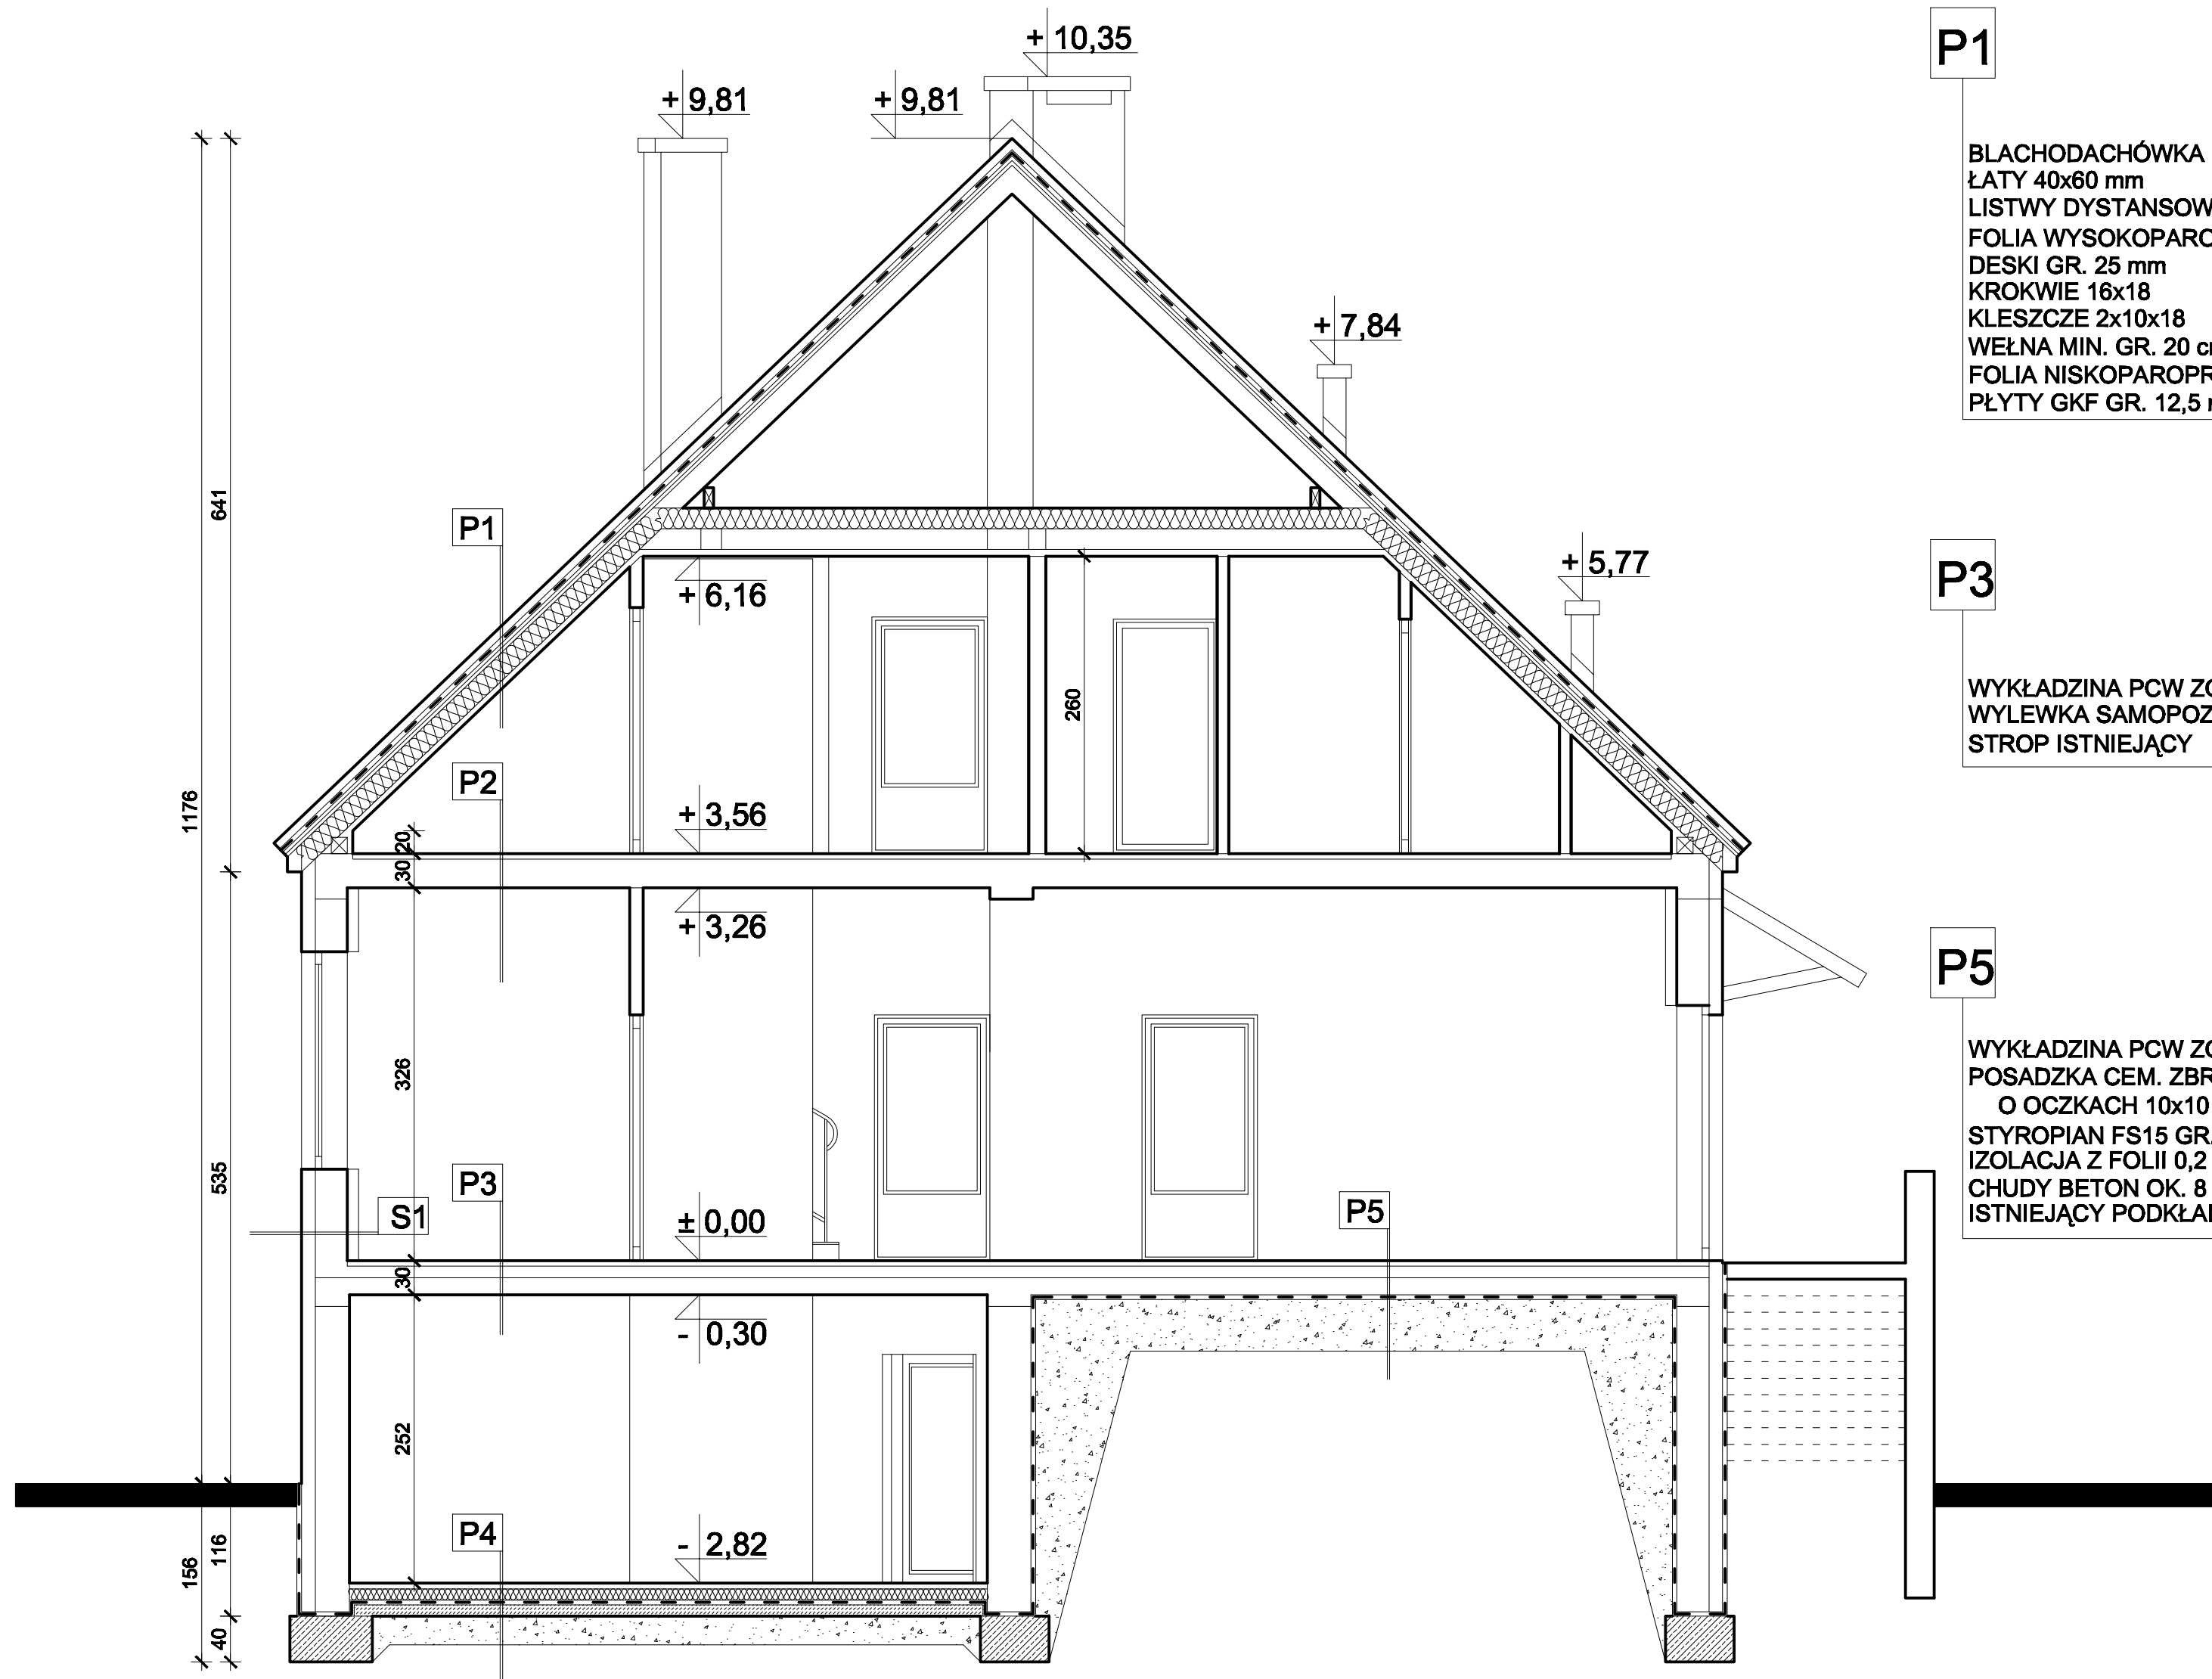 + 10,35
+ 9,81
+ 9,81
P1
BLACHODACHÓWKA
ŁATY 40x60 mm
LISTWY DYSTANSOW
FOLIA WYSOKOPARO
DESKI GR. 25 mm
KROKWIE 16x18
KLESZCZE 2x10x18
WEŁNA MIN. GR. 20 c
FOLIA NISKOPAROPR
PŁYTY GKF GR. 12,5
+ 7,84
641
P1
+ 5,77
+ 6,16
P3
WYKŁADZINA PCW ZG
WYLEWKA SAMOPOZ
STROP ISTNIEJĄCY
260
P2
1176
+ 3,56
20
30
+ 3,26
P5
WYKŁADZINA PCW ZG
POSADZKA CEM. ZBR
O OCZKACH 10x10
STYROPIAN FS15 GR.
IZOLACJA Z FOLII 0,2
CHUDY BETON OK. 8
ISTNIEJĄCY PODKŁAD
326
535
P3
S1
± 0,00
P5
30
- 0,30
252
P4
- 2,82
156
116
40